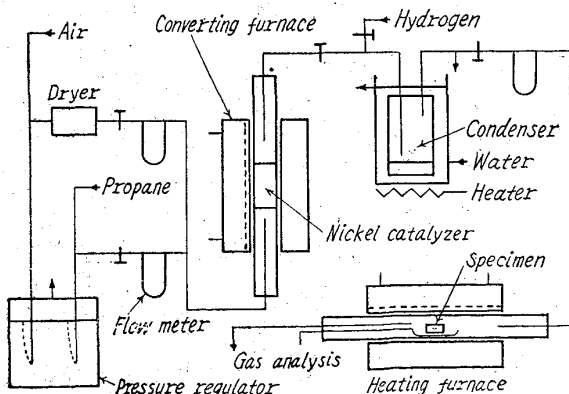 Air
Converting furnace
Hydrogen
Dryer
Condenser
Water
Heater
Propane
Nickel catalyzer
Specimen
Flow meter
Gas analysis
Pressure regulator
Heating furnace